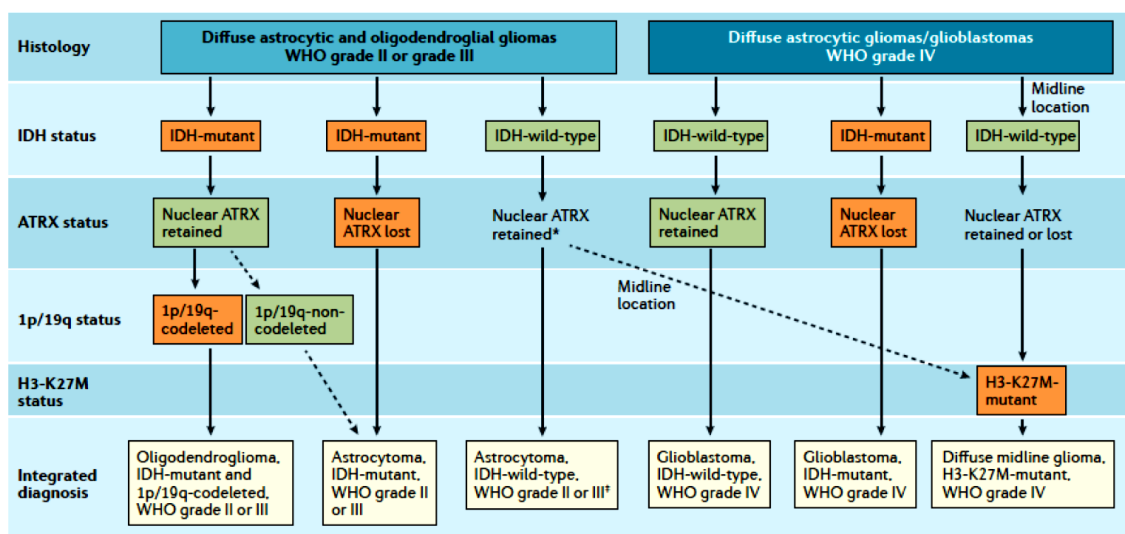 Histology
Diffuse astrocytic and oligodendroglial gliomas
WHO grade II or grade III
Diffuse astrocytic gliomas/glioblastomas
WHO grade IV
Midline
location
IDH status
IDH-mutant
IDH-mutant
IDH-wild-type
IDH-wild-type
IDH-mutant
IDH-wild-type
ATRX status
Nuclear ATRX
retained
Nuclear
ATRX lost
Nuclear ATRX
retained*
Nuclear ATRX
retained
Nuclear
ATRX lost
Nuclear ATRX
retained or lost
Midline
location
1p/19q status
1p/19q-
codeleted
1p/19q-non-
codeleted
H3-K27M
status
H3-K27M-
mutant
Integrated
diagnosis
Oligodendroglioma,
IDH-mutant and
1p/19q-codeleted,
WHO grade II or III
Astrocytoma,
IDH-mutant,
WHO grade II
or III
Astrocytoma,
IDH-wild-type,
WHO grade II or III‡
Glioblastoma,
IDH-wild-type,
WHO grade IV
Glioblastoma,
IDH-mutant,
WHO grade IV
Diffuse midline glioma,
H3-K27M-mutant,
WHO grade IV